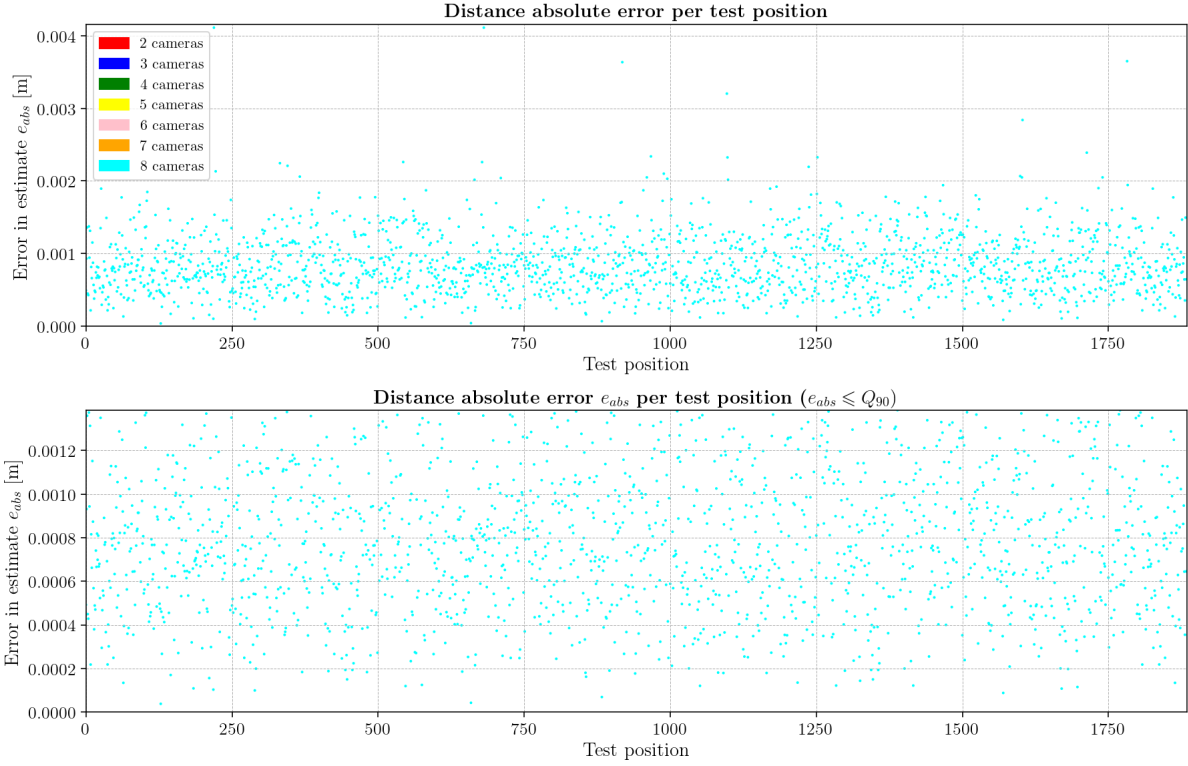 Distance absolute error per test position
Error in estimate e_abs [m]
0.004
0.003
0.002
0.001
0.000
2 cameras
3 cameras
4 cameras
5 cameras
6 cameras
7 cameras
8 cameras
0 250 500 750 1000 1250 1500 1750
Test position
Distance absolute error e_abs per test position (e_abs ⩽ Q_90)
Error in estimate e_abs [m]
0.0012
0.0010
0.0008
0.0006
0.0004
0.0002
0.0000
0 250 500 750 1000 1250 1500 1750
Test position